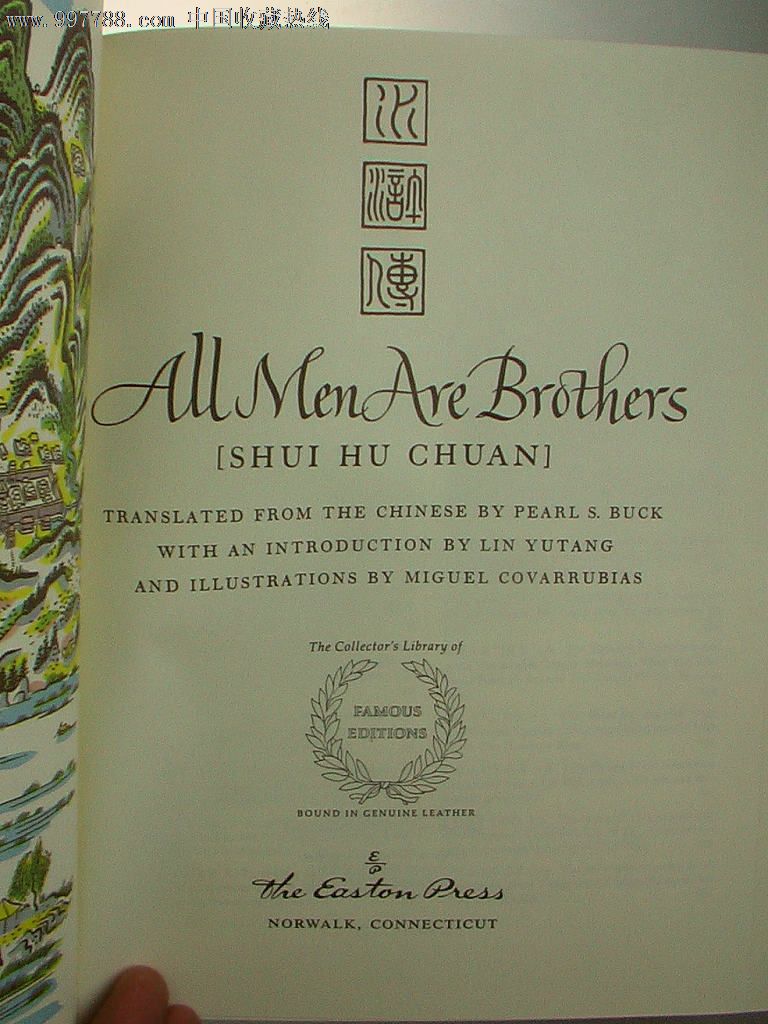 www.997788.com 中国收藏热线
水
滸
傳
All Men Are Brothers
[SHUI HU CHUAN]
TRANSLATED FROM THE CHINESE BY PEARL S. BUCK
WITH AN INTRODUCTION BY LIN YUTANG
AND ILLUSTRATIONS BY MIGUEL COVARRUBIAS
The Collector's Library of
FAMOUS
EDITIONS
BOUND IN GENUINE LEATHER
E
P
the Easton Press
NORWALK, CONNECTICUT